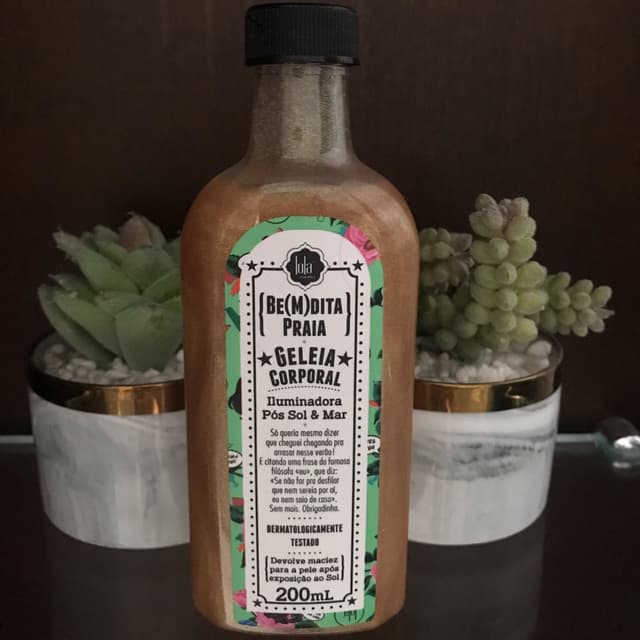 lola
{BE(M)DITA
PRAIA}
GELEIA
CORPORAL
Iluminadora
Pós Sol & Mar
Só queria mesmo dizer
que cheguei chegando pra
arrasar nesse verão!
E citando uma frase da famosa
filósofa «eu», que diz:
«Se não for pra desfilar
que nem sereia por aí,
eu nem saio de casa».
Sem mais. Obrigadinha.
DERMATOLOGICAMENTE
TESTADO
[Devolve maciez
para a pele após
exposição ao Sol]
200mL